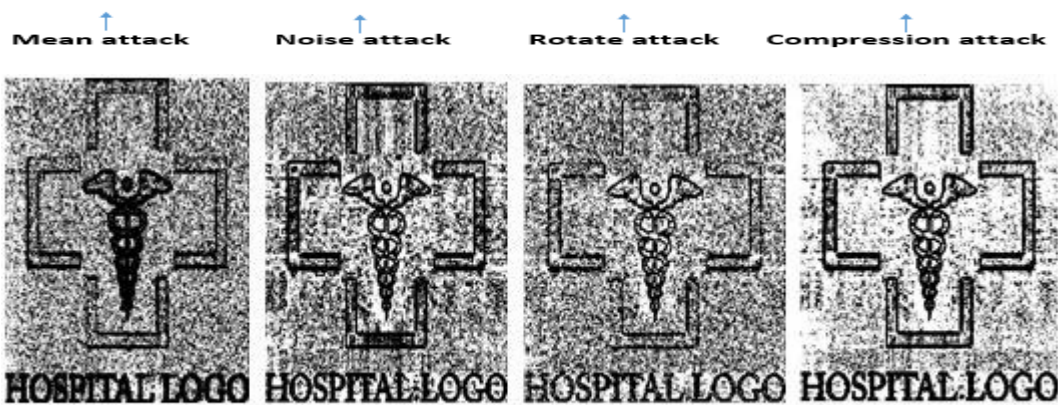 Mean attack Noise attack Rotate attack Compression attack
HOSPITAL LOGO HOSPITAL LOGO HOSPITAL LOGO HOSPITAL LOGO